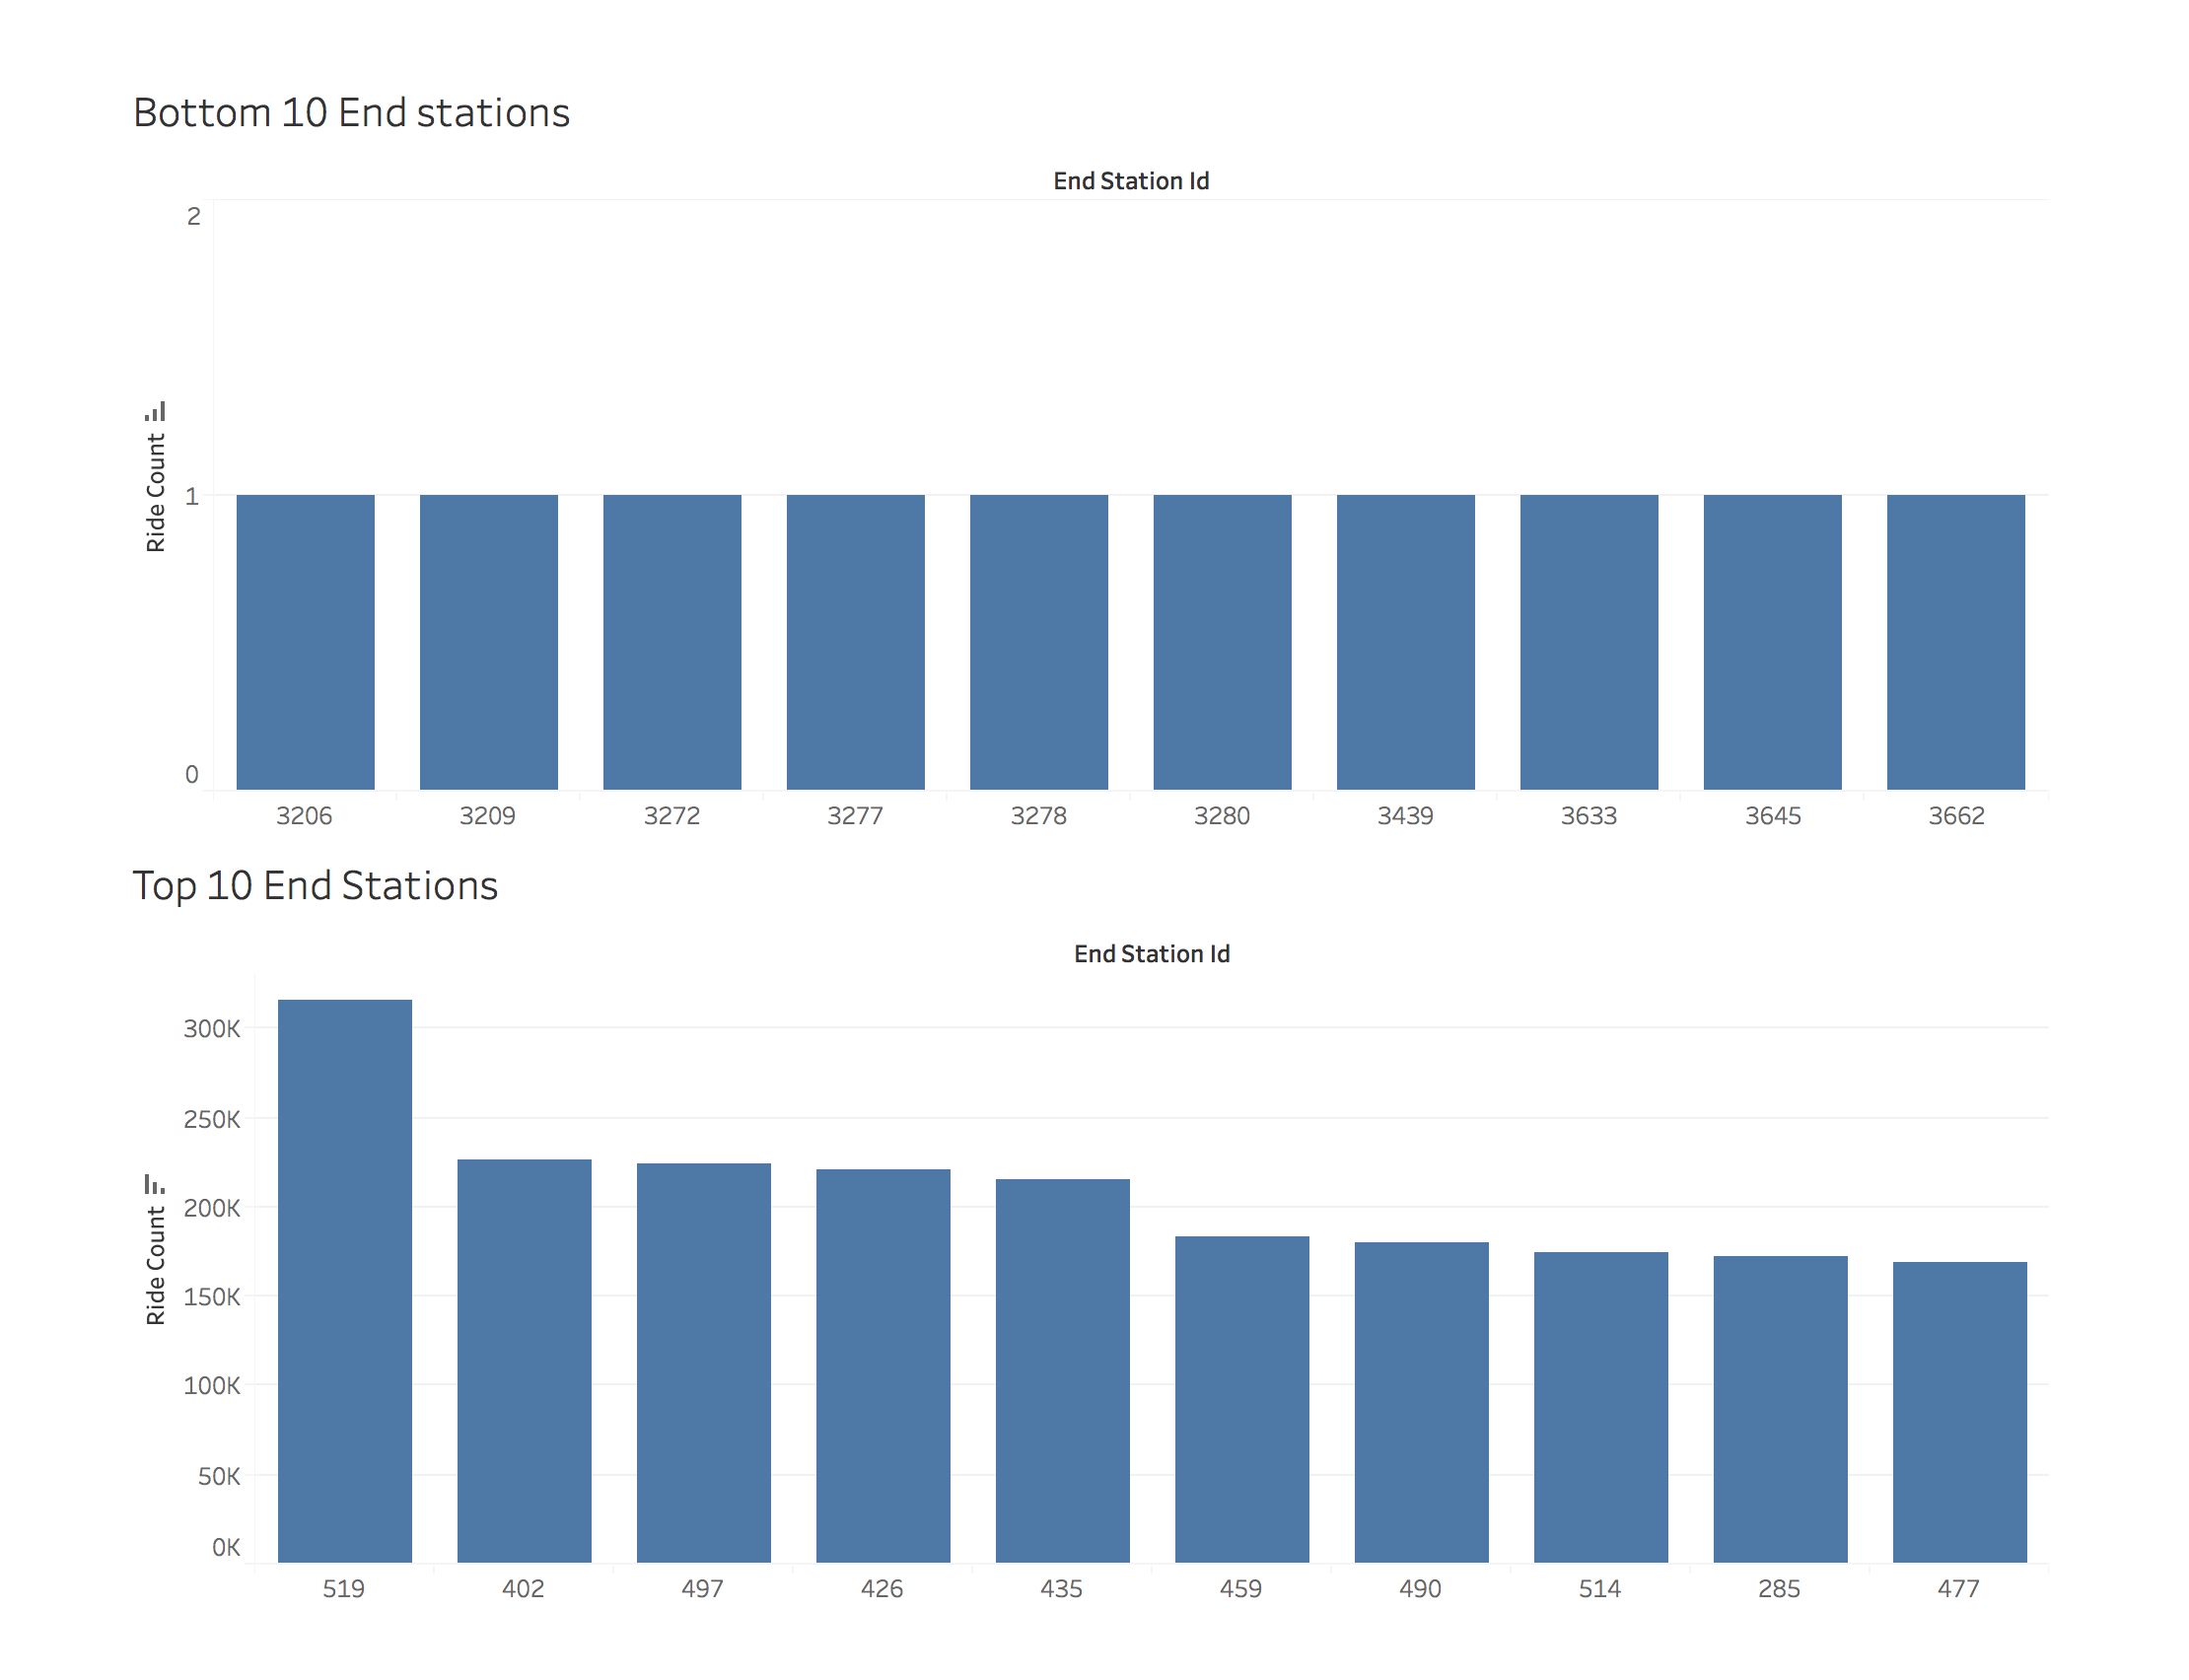 Bottom 10 End stations
End Station Id
2
1
0
Ride Count
3206 3209 3272 3277 3278 3280 3439 3633 3645 3662
Top 10 End Stations
End Station Id
300K
250K
200K
150K
100K
50K
0K
Ride Count
519 402 497 426 435 459 490 514 285 477